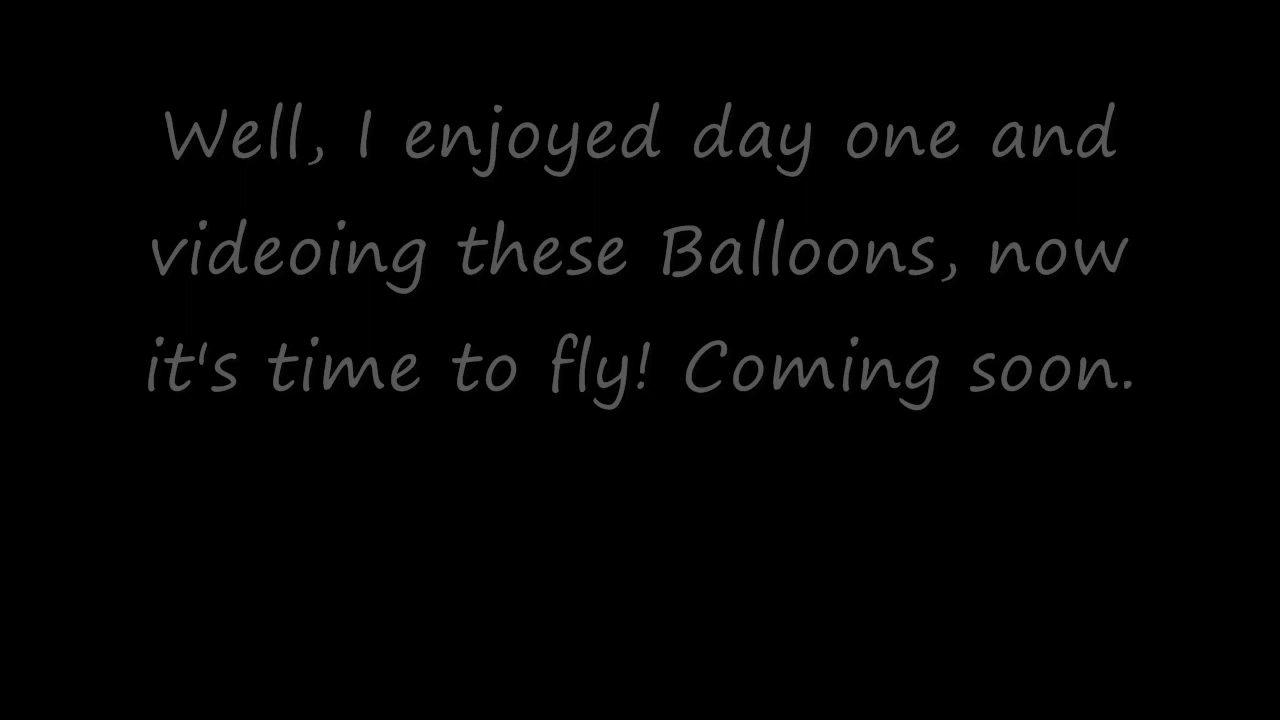 Well, I enjoyed day one and
videoing these Balloons, now
it's time to fly! Coming soon.